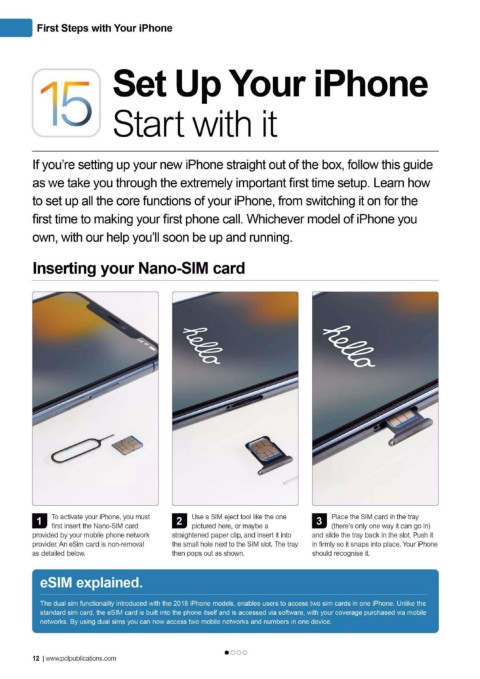 First Steps with Your iPhone
15
Set Up Your iPhone
Start with it
If you're setting up your new iPhone straight out of the box, follow this guide
as we take you through the extremely important first time setup. Learn how
to set up all the core functions of your iPhone, from switching it on for the
first time to making your first phone call. Whichever model of iPhone you
own, with our help you'll soon be up and running.
Inserting your Nano-SIM card
hello
hello
1
To activate your iPhone, you must
first insert the Nano-SIM card
provided by your mobile phone network
provider. An eSim card is non-removal
as detailed below.
2
Use a SIM eject tool like the one
pictured here, or maybe a
straightened paper clip, and insert it into
the small hole next to the SIM slot. The tray
then pops out as shown.
3
Place the SIM card in the tray
(there's only one way it can go in)
and slide the tray back in the slot. Push it
in firmly so it snaps into place. Your iPhone
should recognise it.
eSIM explained.
The dual sim functionality introduced with the 2018 iPhone models, enables users to access two sim cards in one iPhone. Unlike the
standard sim card, the eSIM card is built into the phone itself and is accessed via software, with your coverage purchased via mobile
networks. By using dual sims you can now access two mobile networks and numbers in one device.
12 | www.pclpublications.com